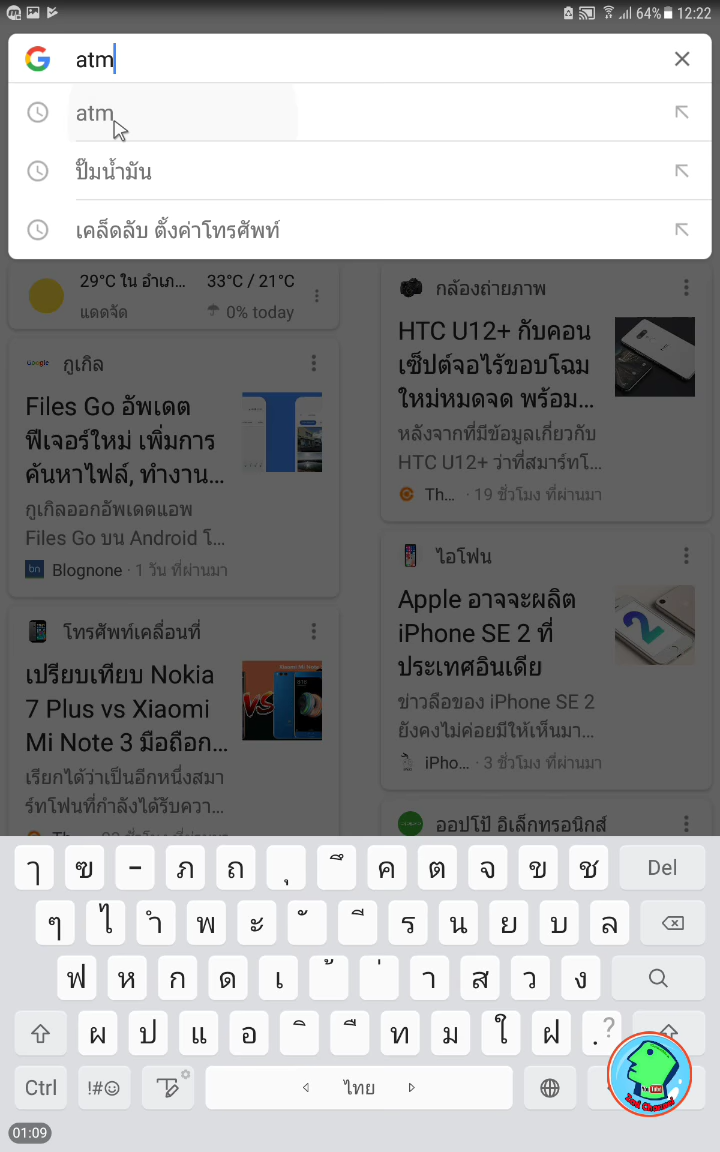 64% 12:22
atm
atm
ปั๊มน้ำมัน
เคล็ดลับ ตั้งค่าโทรศัพท์
29°C ใน อำเภ... 33°C / 21°C
แดดจัด 0% today
Google กูเกิล
Files Go อัพเดต
ฟีเจอร์ใหม่ เพิ่มการ
ค้นหาไฟล์, ทำงาน...
กูเกิลออกอัพเดตแอพ
Files Go บน Android โ...
bn Blognone · 1 วัน ที่ผ่านมา
โทรศัพท์เคลื่อนที่
เปรียบเทียบ Nokia
7 Plus vs Xiaomi
Mi Note 3 มือถือก...
VS
เรียกได้ว่าเป็นอีกหนึ่งสมา
ร์ทโฟนที่กำลังได้รับควา...
กล้องถ่ายภาพ
HTC U12+ กับคอน
เซ็ปต์จอไร้ขอบโฉม
ใหม่หมดจด พร้อม...
หลังจากที่มีข้อมูลเกี่ยวกับ
HTC U12+ ว่าที่สมาร์ทโ...
Th... · 19 ชั่วโมง ที่ผ่านมา
ไอโฟน
Apple อาจจะผลิต
iPhone SE 2 ที่
ประเทศอินเดีย
2
ข่าวลือของ iPhone SE 2
ยังคงไม่ค่อยมีให้เห็นมา...
iPho... · 3 ชั่วโมง ที่ผ่านมา
ออปโป้ อิเล็กทรอนิกส์
ๅ ฃ - ภ ถ ุ ึ ค ต จ ข ช Del
ๆ ไ ำ พ ะ ั ี ร น ย บ ล
ฟ ห ก ด เ ้ ่ า ส ว ง
ผ ป แ อ ิ ื ท ม ใ ฝ . ?
Ctrl !#☺ ไทย
01:09